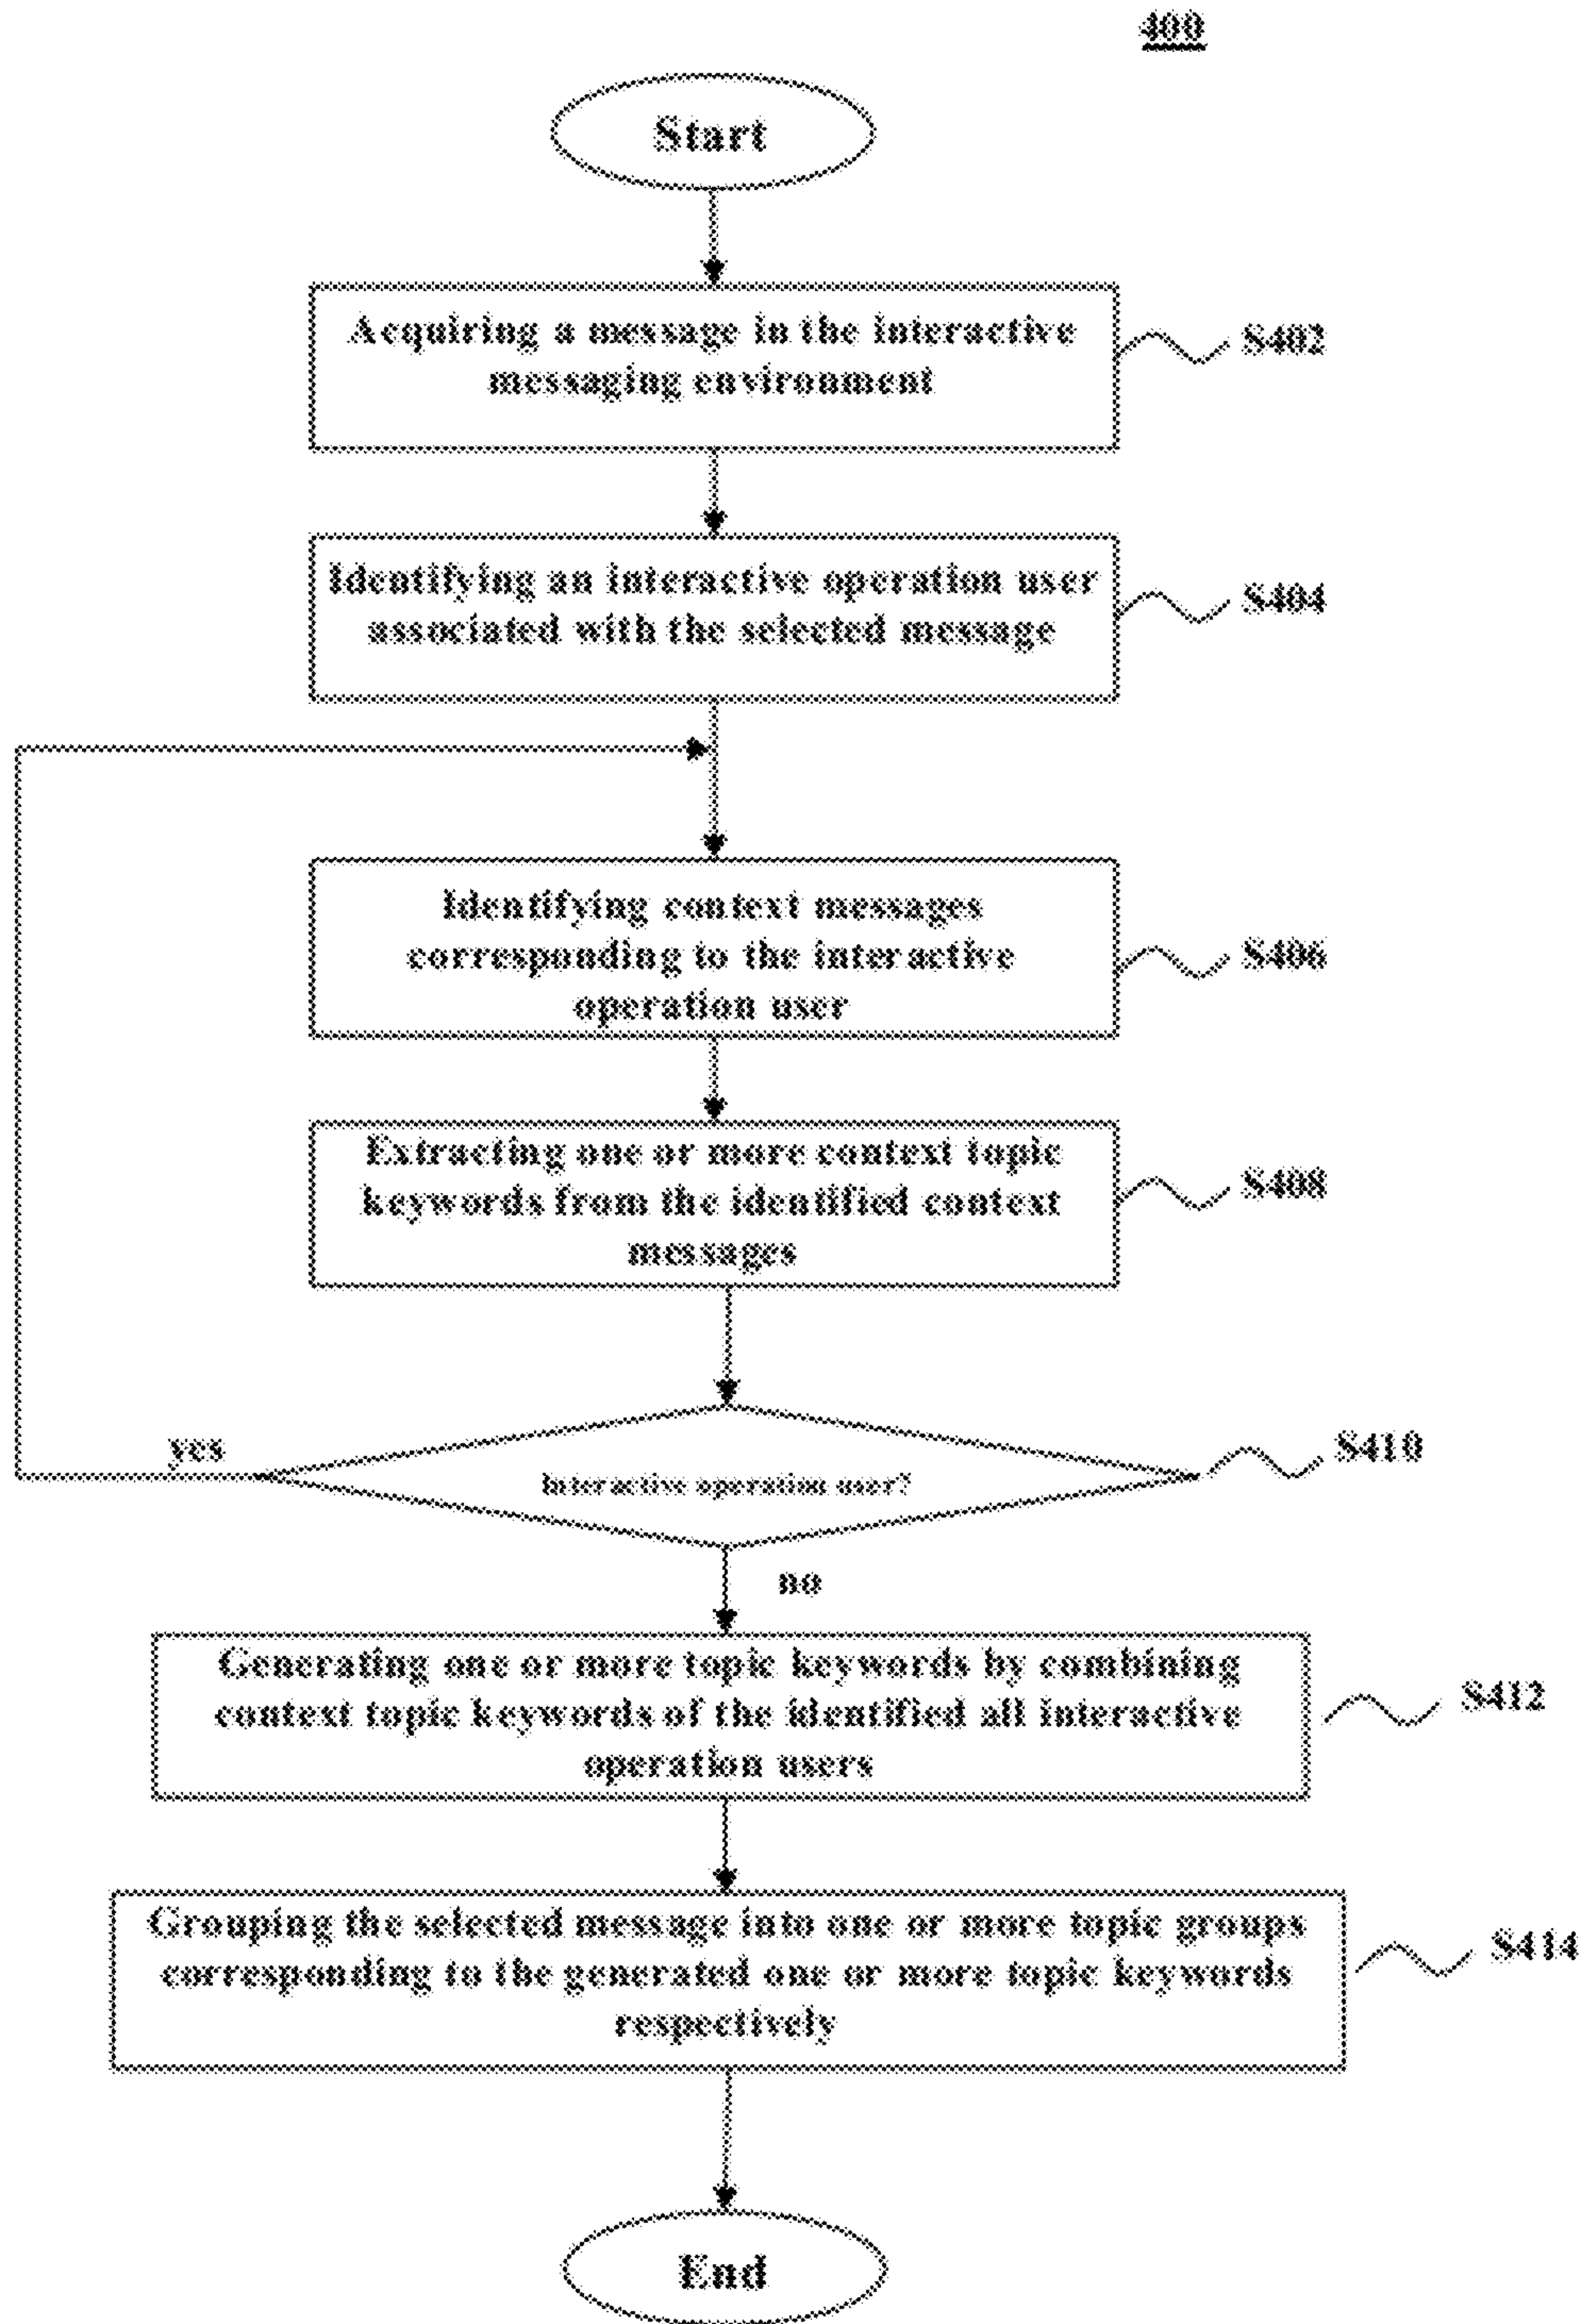 400
Start
Acquiring a message in the interactive
messaging environment
S402
Identifying an interactive operation user
associated with the selected message
S404
Identifying context messages
corresponding to the interactive
operation user
S406
Extracting one or more context topic
keywords from the identified context
messages
S408
yes
Interactive operation user?
S410
no
Generating one or more topic keywords by combining
context topic keywords of the identified all interactive
operation users
S412
Grouping the selected message into one or more topic groups
corresponding to the generated one or more topic keywords
respectively
S414
End